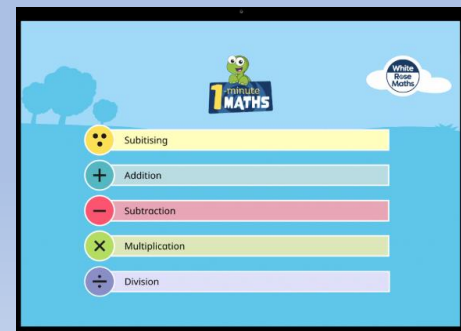 1-minute
MATHS
White
Rose
Maths
Subitising
Addition
Subtraction
Multiplication
Division